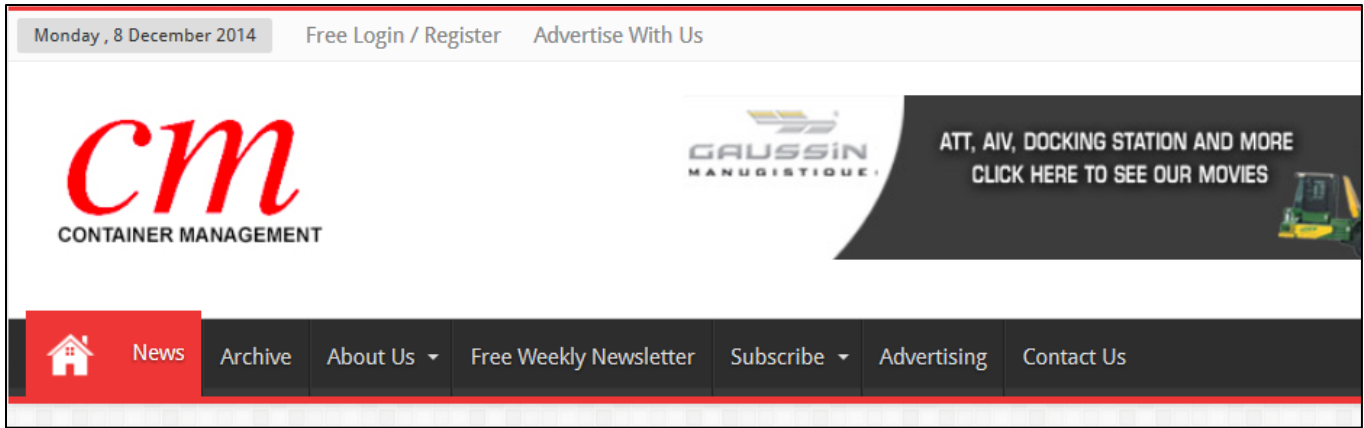 Monday , 8 December 2014 Free Login / Register Advertise With Us
cm
CONTAINER MANAGEMENT
GAUSSIN
MANUGISTIQUE
ATT, AIV, DOCKING STATION AND MORE
CLICK HERE TO SEE OUR MOVIES
News Archive About Us Free Weekly Newsletter Subscribe Advertising Contact Us